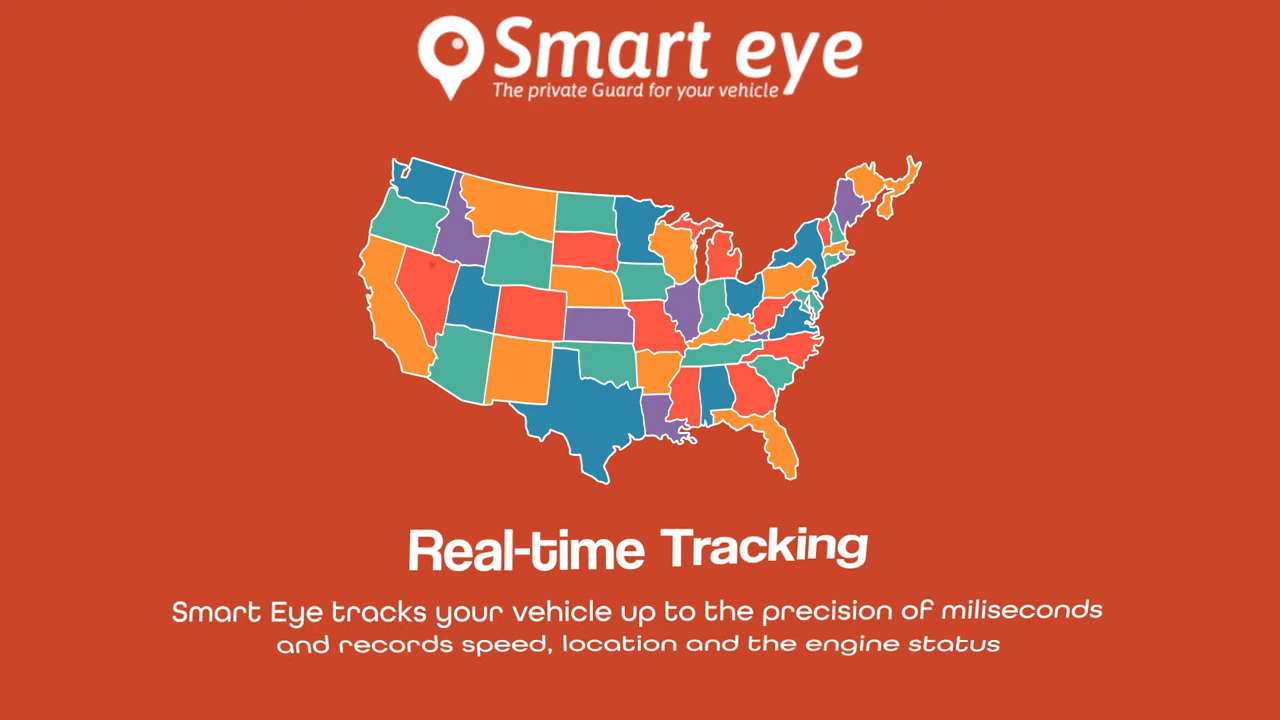 Smart eye
The private Guard for your vehicle
Real-time Tracking
Smart Eye tracks your vehicle up to the precision of miliseconds
and records speed, location and the engine status